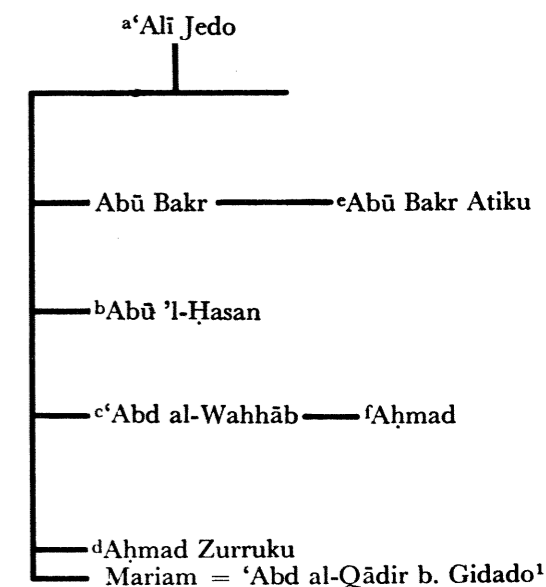 ᵃ‘Alī Jedo
Abū Bakr ᵉAbū Bakr Atiku
ᵇAbū ’l-Ḥasan
ᶜ‘Abd al-Wahhāb ᶠAḥmad
ᵈAḥmad Zurruku
Mariam = ‘Abd al-Qādir b. Gidado¹